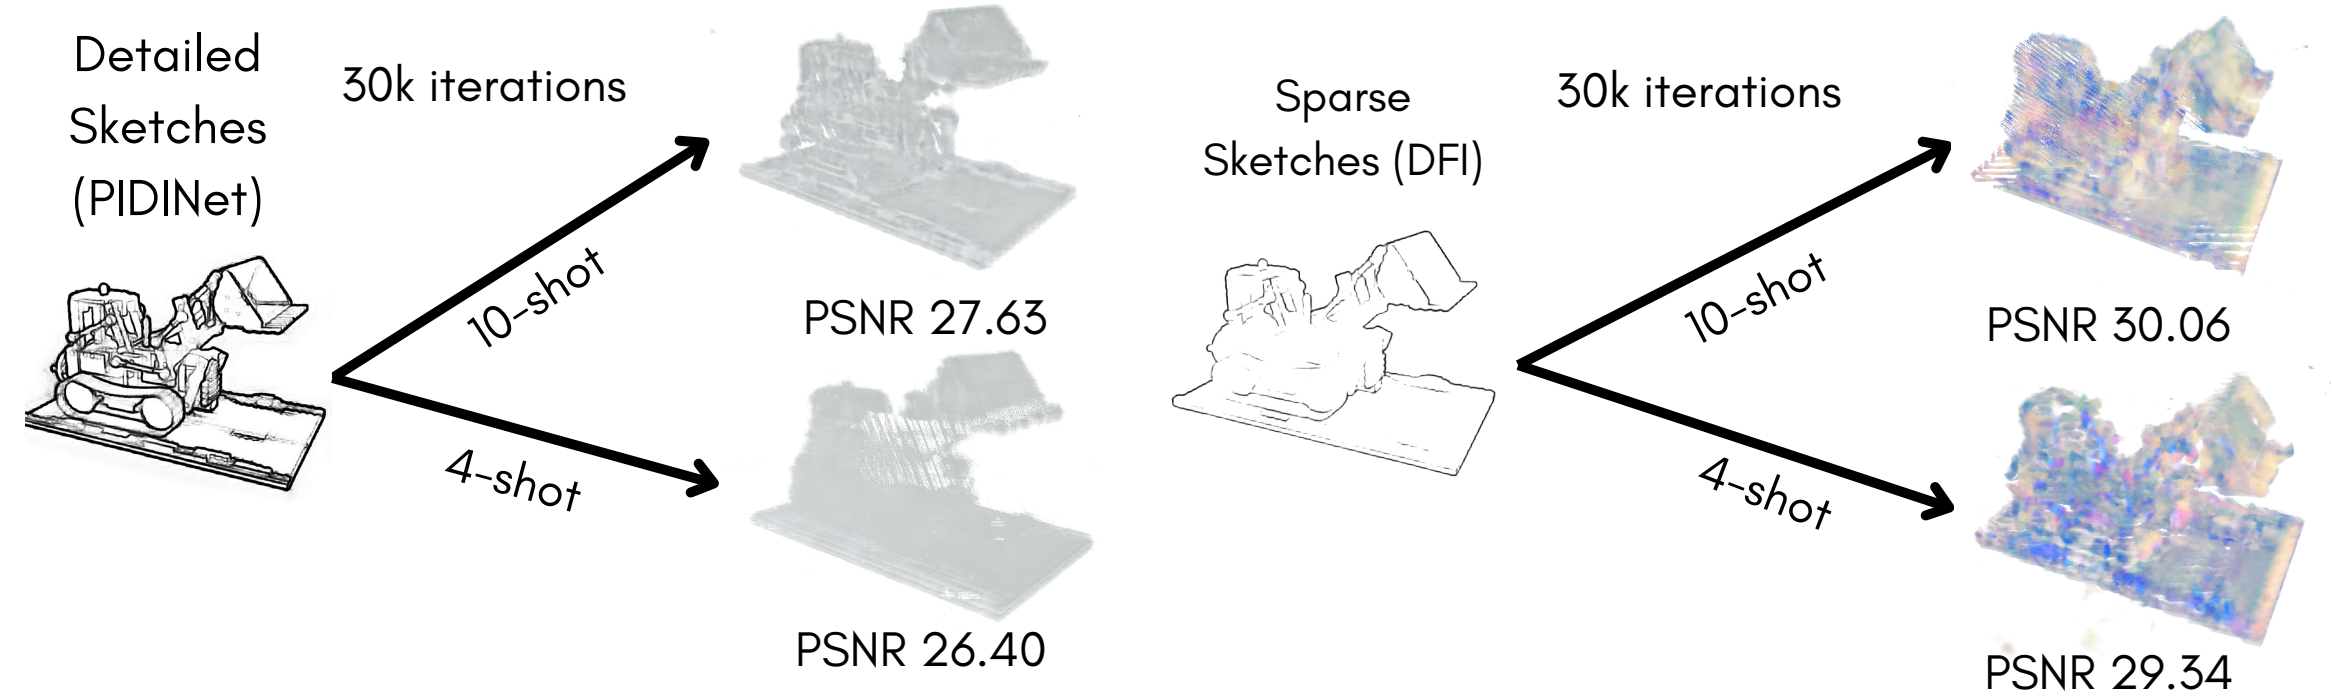 Detailed
Sketches
(PIDINet)
30k iterations
10-shot
4-shot
PSNR 27.63
PSNR 26.40
Sparse
Sketches (DFI)
30k iterations
10-shot
4-shot
PSNR 30.06
PSNR 29.34